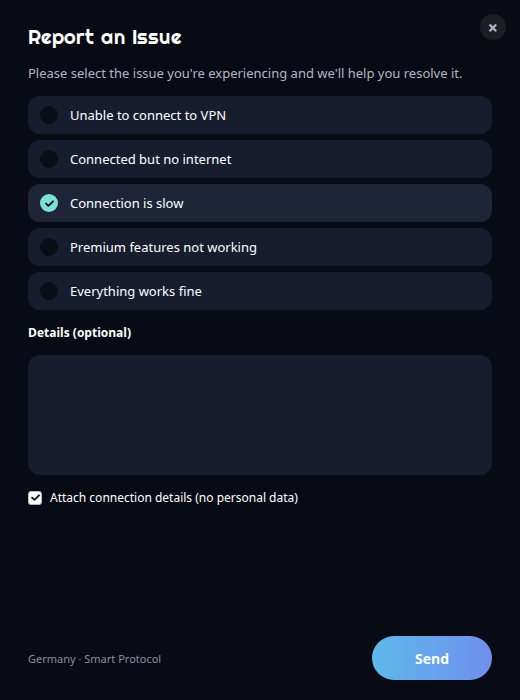 Report an Issue
Please select the issue you're experiencing and we'll help you resolve it.
Unable to connect to VPN
Connected but no internet
Connection is slow
Premium features not working
Everything works fine
Details (optional)
Attach connection details (no personal data)
Germany · Smart Protocol
Send